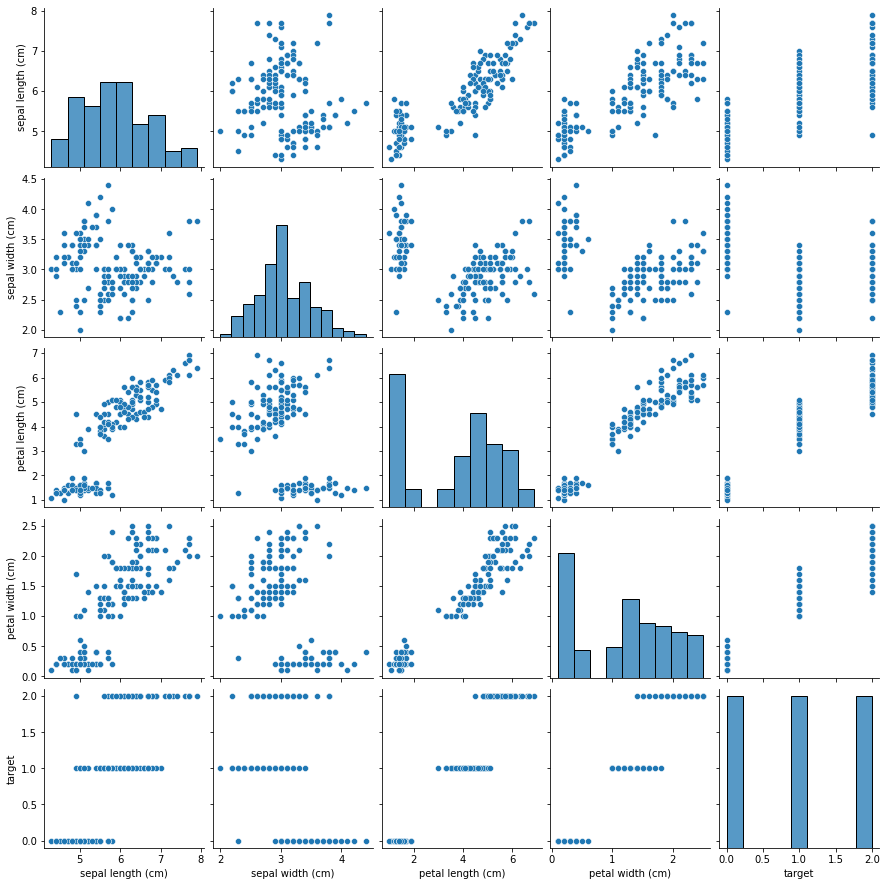 8
7
6
5
sepal length (cm)
4.5
4.0
3.5
3.0
2.5
2.0
sepal width (cm)
7
6
5
4
3
2
1
petal length (cm)
2.5
2.0
1.5
1.0
0.5
0.0
petal width (cm)
2.0
1.5
1.0
0.5
0.0
target
5 6 7 8
2 3 4
2 4 6
0 1 2
0.0 0.5 1.0 1.5 2.0
sepal length (cm) sepal width (cm) petal length (cm) petal width (cm) target